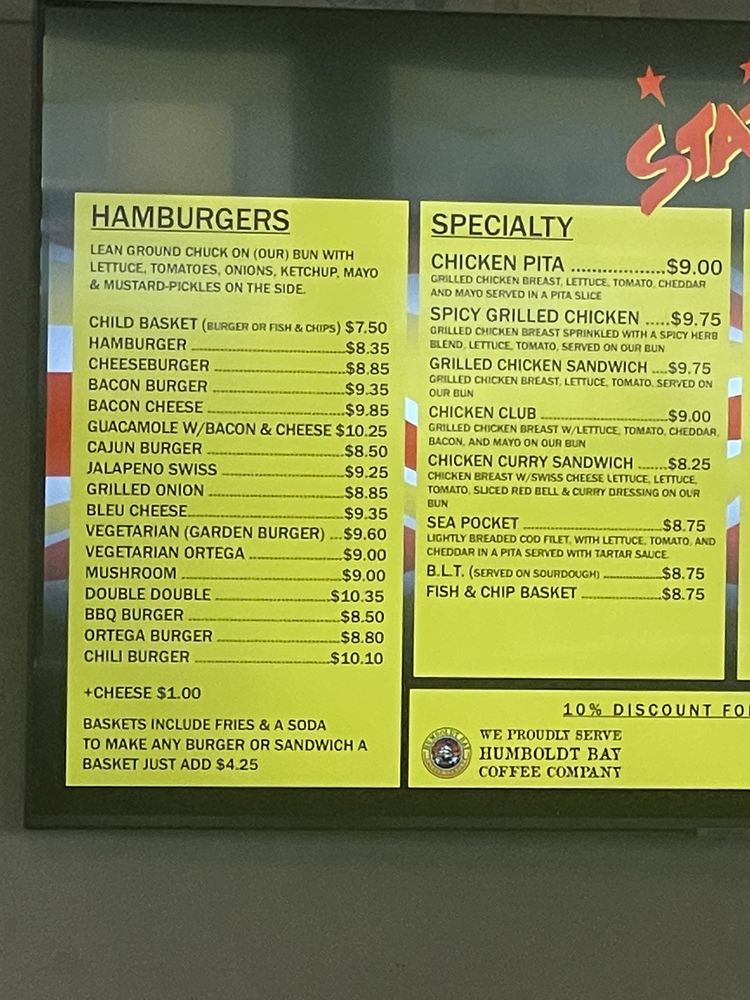 STA
HAMBURGERS
LEAN GROUND CHUCK ON (OUR) BUN WITH
LETTUCE, TOMATOES, ONIONS, KETCHUP, MAYO
& MUSTARD-PICKLES ON THE SIDE.
CHILD BASKET (BURGER OR FISH & CHIPS) $7.50
HAMBURGER $8.35
CHEESEBURGER $8.85
BACON BURGER $9.35
BACON CHEESE $9.85
GUACAMOLE W/BACON & CHEESE $10.25
CAJUN BURGER $8.50
JALAPENO SWISS $9.25
GRILLED ONION $8.85
BLEU CHEESE $9.35
VEGETARIAN (GARDEN BURGER) $9.60
VEGETARIAN ORTEGA $9.00
MUSHROOM $9.00
DOUBLE DOUBLE $10.35
BBQ BURGER $8.50
ORTEGA BURGER $8.80
CHILI BURGER $10.10
+CHEESE $1.00
BASKETS INCLUDE FRIES & A SODA
TO MAKE ANY BURGER OR SANDWICH A
BASKET JUST ADD $4.25
SPECIALTY
CHICKEN PITA $9.00
GRILLED CHICKEN BREAST, LETTUCE, TOMATO, CHEDDAR
AND MAYO SERVED IN A PITA SLICE
SPICY GRILLED CHICKEN $9.75
GRILLED CHICKEN BREAST SPRINKLED WITH A SPICY HERB
BLEND, LETTUCE, TOMATO, SERVED ON OUR BUN
GRILLED CHICKEN SANDWICH $9.75
GRILLED CHICKEN BREAST, LETTUCE, TOMATO, SERVED ON
OUR BUN
CHICKEN CLUB $9.00
GRILLED CHICKEN BREAST W/LETTUCE, TOMATO, CHEDDAR,
BACON, AND MAYO ON OUR BUN
CHICKEN CURRY SANDWICH $8.25
CHICKEN BREAST W/SWISS CHEESE LETTUCE, LETTUCE,
TOMATO, SLICED RED BELL & CURRY DRESSING ON OUR
BUN
SEA POCKET $8.75
LIGHTLY BREADED COD FILET, WITH LETTUCE, TOMATO, AND
CHEDDAR IN A PITA SERVED WITH TARTAR SAUCE.
B.L.T. (SERVED ON SOURDOUGH) $8.75
FISH & CHIP BASKET $8.75
10% DISCOUNT FO
WE PROUDLY SERVE
HUMBOLDT BAY
COFFEE COMPANY